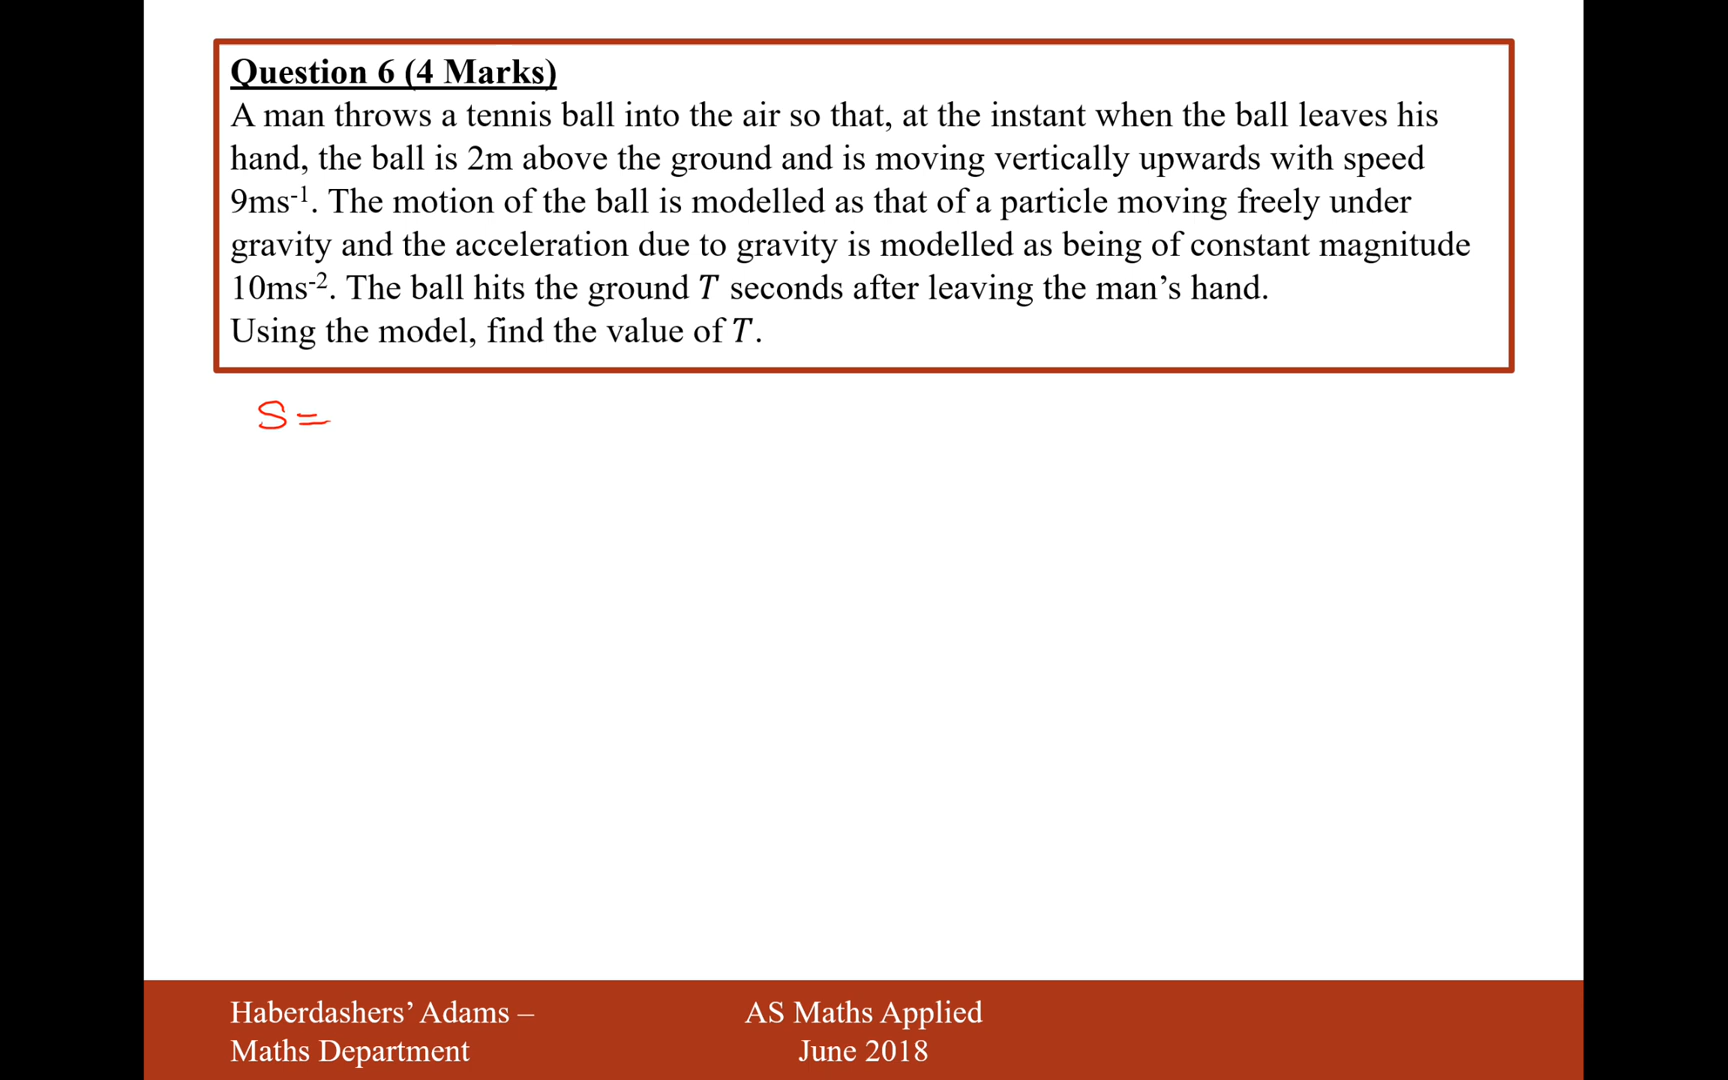 Question 6 (4 Marks)
A man throws a tennis ball into the air so that, at the instant when the ball leaves his
hand, the ball is 2m above the ground and is moving vertically upwards with speed
9ms⁻¹. The motion of the ball is modelled as that of a particle moving freely under
gravity and the acceleration due to gravity is modelled as being of constant magnitude
10ms⁻². The ball hits the ground T seconds after leaving the man’s hand.
Using the model, find the value of T.
S=
Haberdashers’ Adams –
Maths Department
AS Maths Applied
June 2018